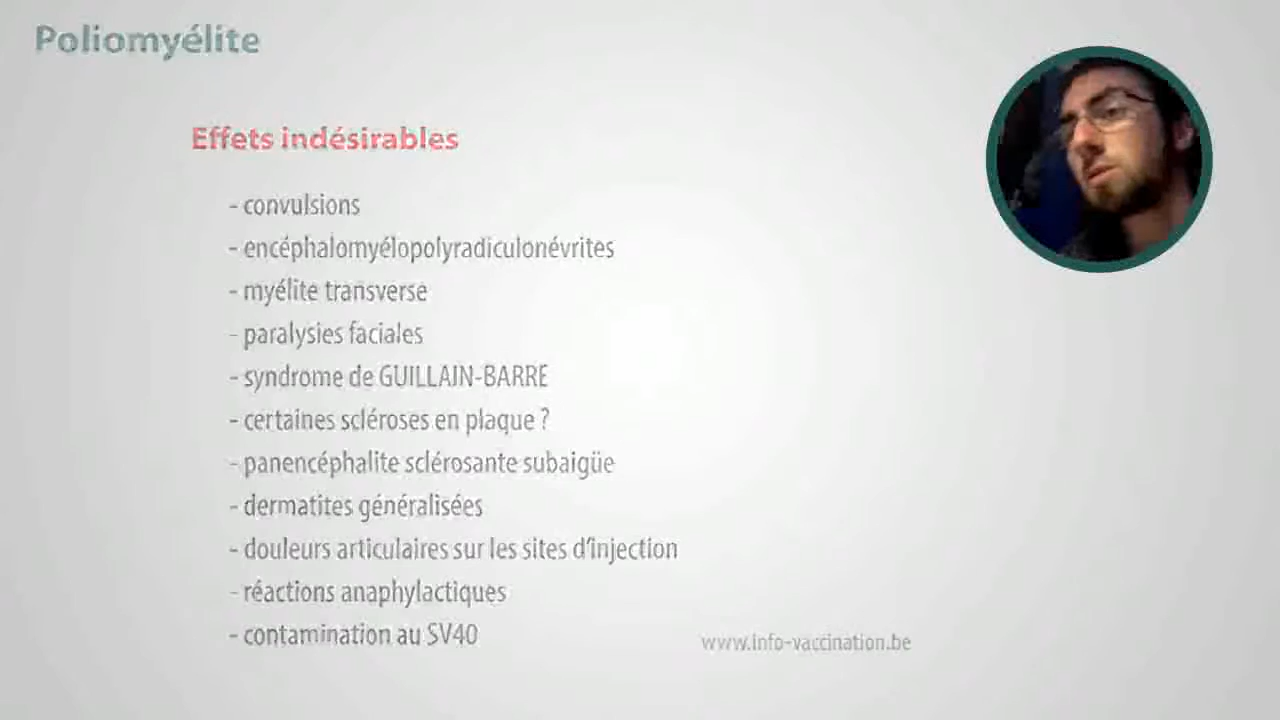 Poliomyélite
Effets indésirables
- convulsions
- encéphalomyélopolyradiculonévrites
- myélite transverse
- paralysies faciales
- syndrome de GUILLAIN-BARRE
- certaines scléroses en plaque ?
- panencéphalite sclérosante subaigüe
- dermatites généralisées
- douleurs articulaires sur les sites d'injection
- réactions anaphylactiques
- contamination au SV40
www.info-vaccination.be